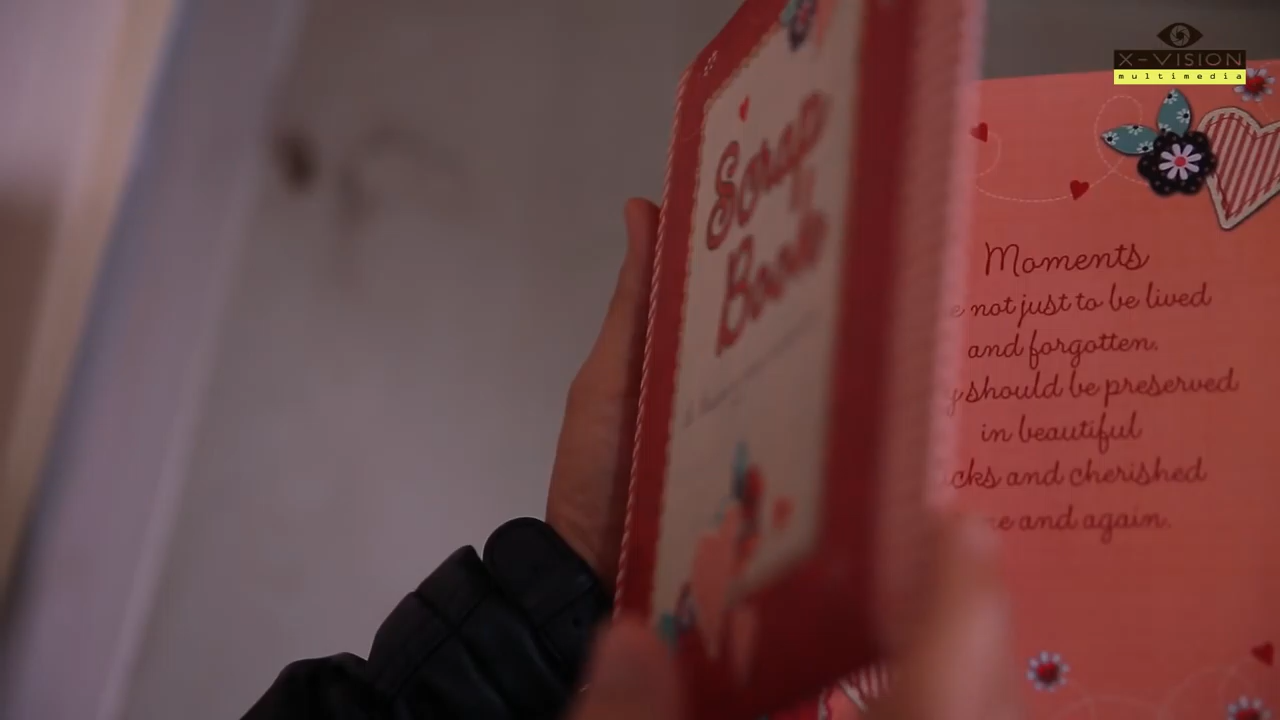 X-VISION
multimedia
Scrap
Book
Moments
not just to be lived
and forgotten.
should be preserved
in beautiful
and cherished
and again.